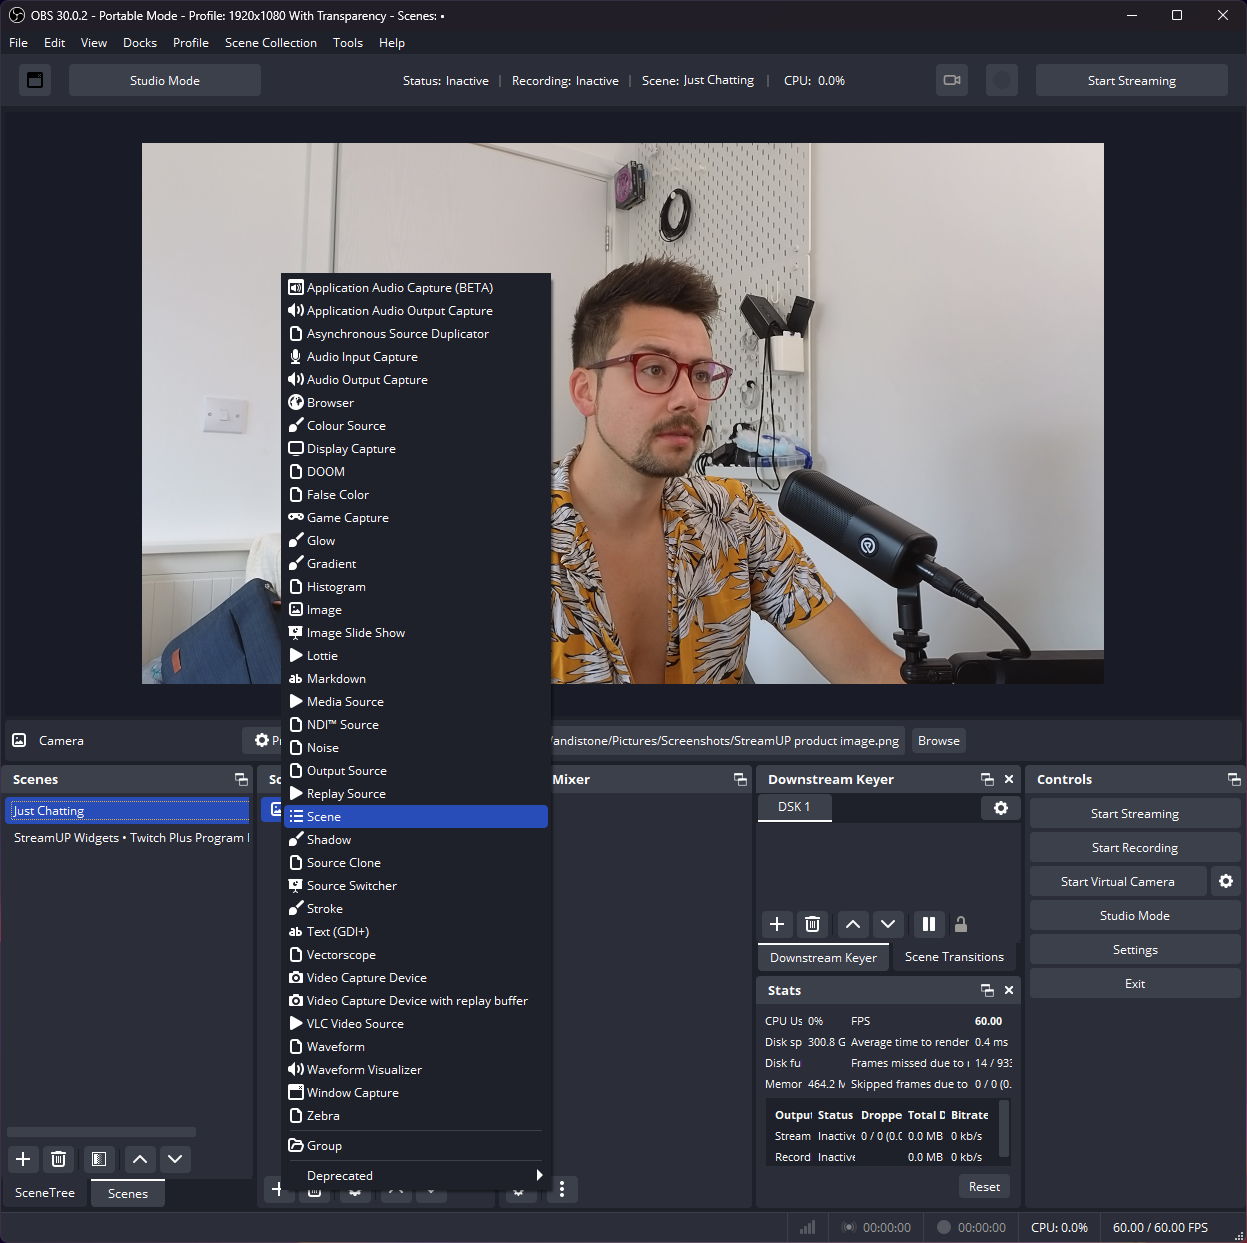 OBS 30.0.2 - Portable Mode - Profile: 1920x1080 With Transparency - Scenes: •
File Edit View Docks Profile Scene Collection Tools Help
Studio Mode
Status: Inactive | Recording: Inactive | Scene: Just Chatting | CPU: 0.0%
Start Streaming
Application Audio Capture (BETA)
Application Audio Output Capture
Asynchronous Source Duplicator
Audio Input Capture
Audio Output Capture
Browser
Colour Source
Display Capture
DOOM
False Color
Game Capture
Glow
Gradient
Histogram
Image
Image Slide Show
Lottie
Markdown
Media Source
NDI™ Source
Noise
Output Source
Replay Source
Scene
Shadow
Source Clone
Source Switcher
Stroke
Text (GDI+)
Vectorscope
Video Capture Device
Video Capture Device with replay buffer
VLC Video Source
Waveform
Waveform Visualizer
Window Capture
Zebra
Group
Deprecated
Camera
/andistone/Pictures/Screenshots/StreamUP product image.png
Browse
Scenes
Just Chatting
StreamUP Widgets • Twitch Plus Program
SceneTree
Scenes
Mixer
Downstream Keyer
DSK 1
Downstream Keyer
Scene Transitions
Stats
CPU Us 0% FPS 60.00
Disk sp 300.8 G Average time to render 0.4 ms
Disk fu Frames missed due to 14 / 933
Memor 464.2 M Skipped frames due to 0 / 0 (0.
Outpu Status Droppe Total D Bitrate
Stream Inactive 0 / 0 (0.0 0.0 MB 0 kb/s
Record Inactive 0.0 MB 0 kb/s
Reset
Controls
Start Streaming
Start Recording
Start Virtual Camera
Studio Mode
Settings
Exit
00:00:00
00:00:00
CPU: 0.0%
60.00 / 60.00 FPS